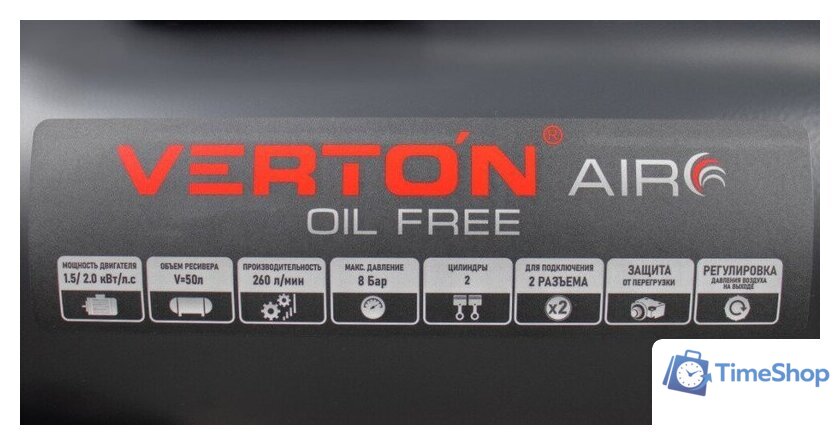 VERTÓN® AIR
OIL FREE
МОЩНОСТЬ ДВИГАТЕЛЯ
1.5/ 2.0 кВт/л.с
ОБЪЕМ РЕСИВЕРА
V=50л
ПРОИЗВОДИТЕЛЬНОСТЬ
260 л/мин
МАКС. ДАВЛЕНИЕ
8 Бар
ЦИЛИНДРЫ
2
ДЛЯ ПОДКЛЮЧЕНИЯ
2 РАЗЪЕМА
x2
ЗАЩИТА
ОТ ПЕРЕГРУЗКИ
РЕГУЛИРОВКА
ДАВЛЕНИЯ ВОЗДУХА
НА ВЫХОДЕ
TimeShop